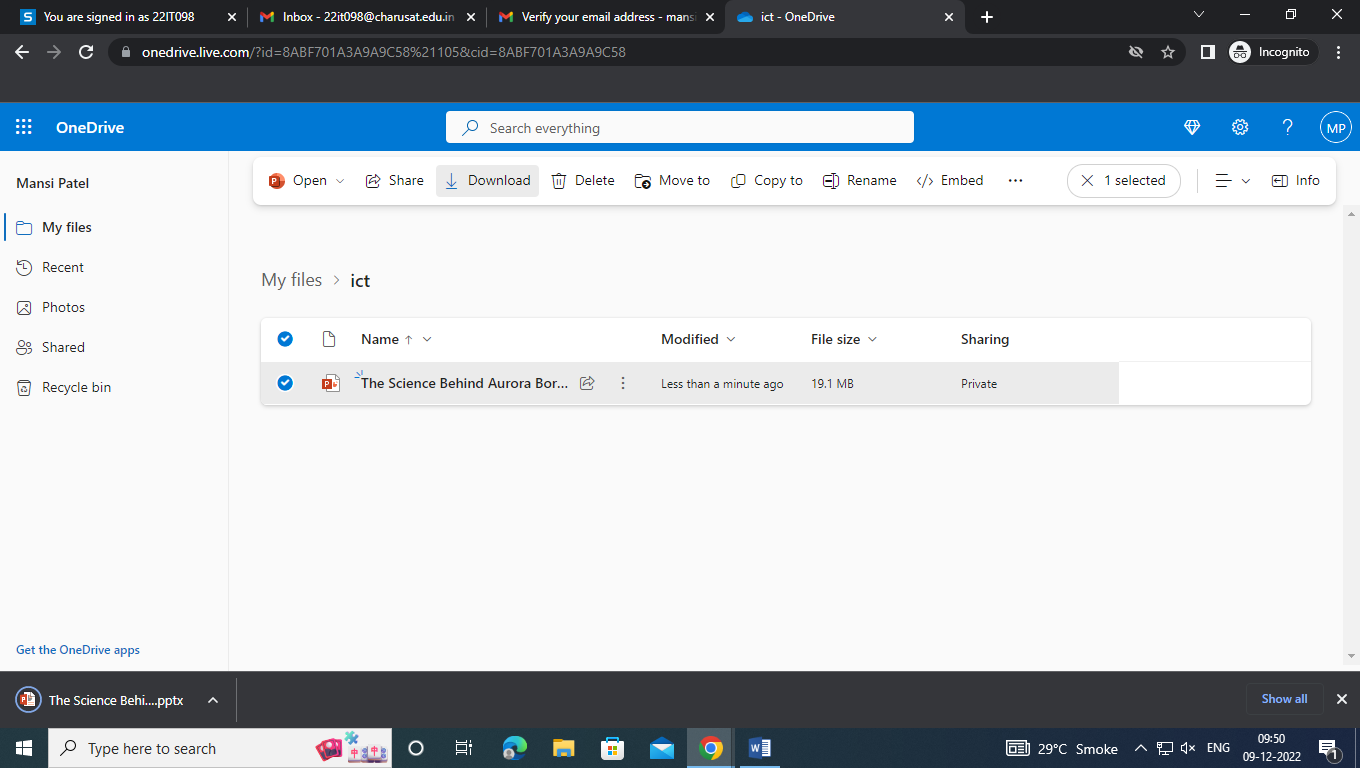 You are signed in as 22IT098
Inbox - 22it098@charusat.edu.in
Verify your email address - mansi
ict - OneDrive
onedrive.live.com/?id=8ABF701A3A9A9C58%21105&cid=8ABF701A3A9A9C58
Incognito
OneDrive
Search everything
MP
Mansi Patel
Open
Share
Download
Delete
Move to
Copy to
Rename
Embed
1 selected
Info
My files
Recent
Photos
Shared
Recycle bin
My files > ict
Name Modified File size Sharing
The Science Behind Aurora Bor... Less than a minute ago 19.1 MB Private
Get the OneDrive apps
The Science Behi....pptx
Show all
Type here to search
29°C Smoke
ENG
09:50
09-12-2022
1